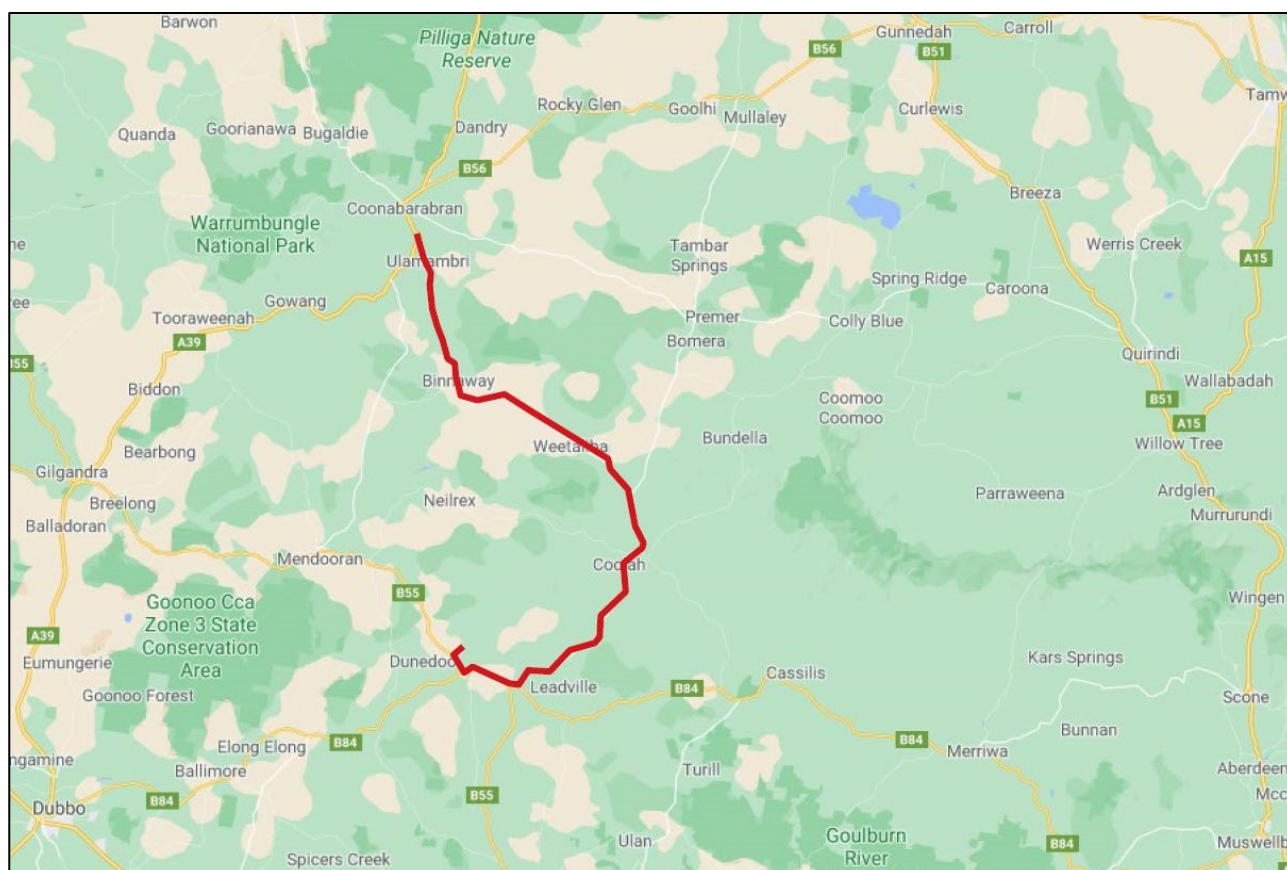 Barwon
Pilliga Nature
Reserve
B56
Gunnedah
Carroll
B51
Rocky Glen
Goolhi
Mullaley
Curlewis
Quanda
Goorianawa
Bugaldie
Dandry
B56
Breeza
Coonabarabran
Warrumbungle
National Park
Ulamambri
Tambar
Springs
Werris Creek
A15
Gowang
Spring Ridge
Caroona
Tooraweenah
Premer
Colly Blue
A39
Bomera
Quirindi
Biddon
Binnaway
Wallabadah
Coomoo
Coomoo
B51
A15
Bearbong
Weetaliba
Bundella
Willow Tree
Gilgandra
Breelong
Neilrex
Parraweena
Ardglen
Balladoran
Murrurundi
Mendooran
Coolah
B55
Goonoo Cca
Zone 3 State
Conservation
Area
Wingen
A39
Eumungerie
Dunedoo
Kars Springs
Goonoo Forest
Leadville
Cassilis
B84
Scone
Elong Elong
B84
B84
Bunnan
Merriwa
Ballimore
Turill
Aberdeen
B84
B55
Dubbo
Goulburn
River
B84
Ulan
Spicers Creek